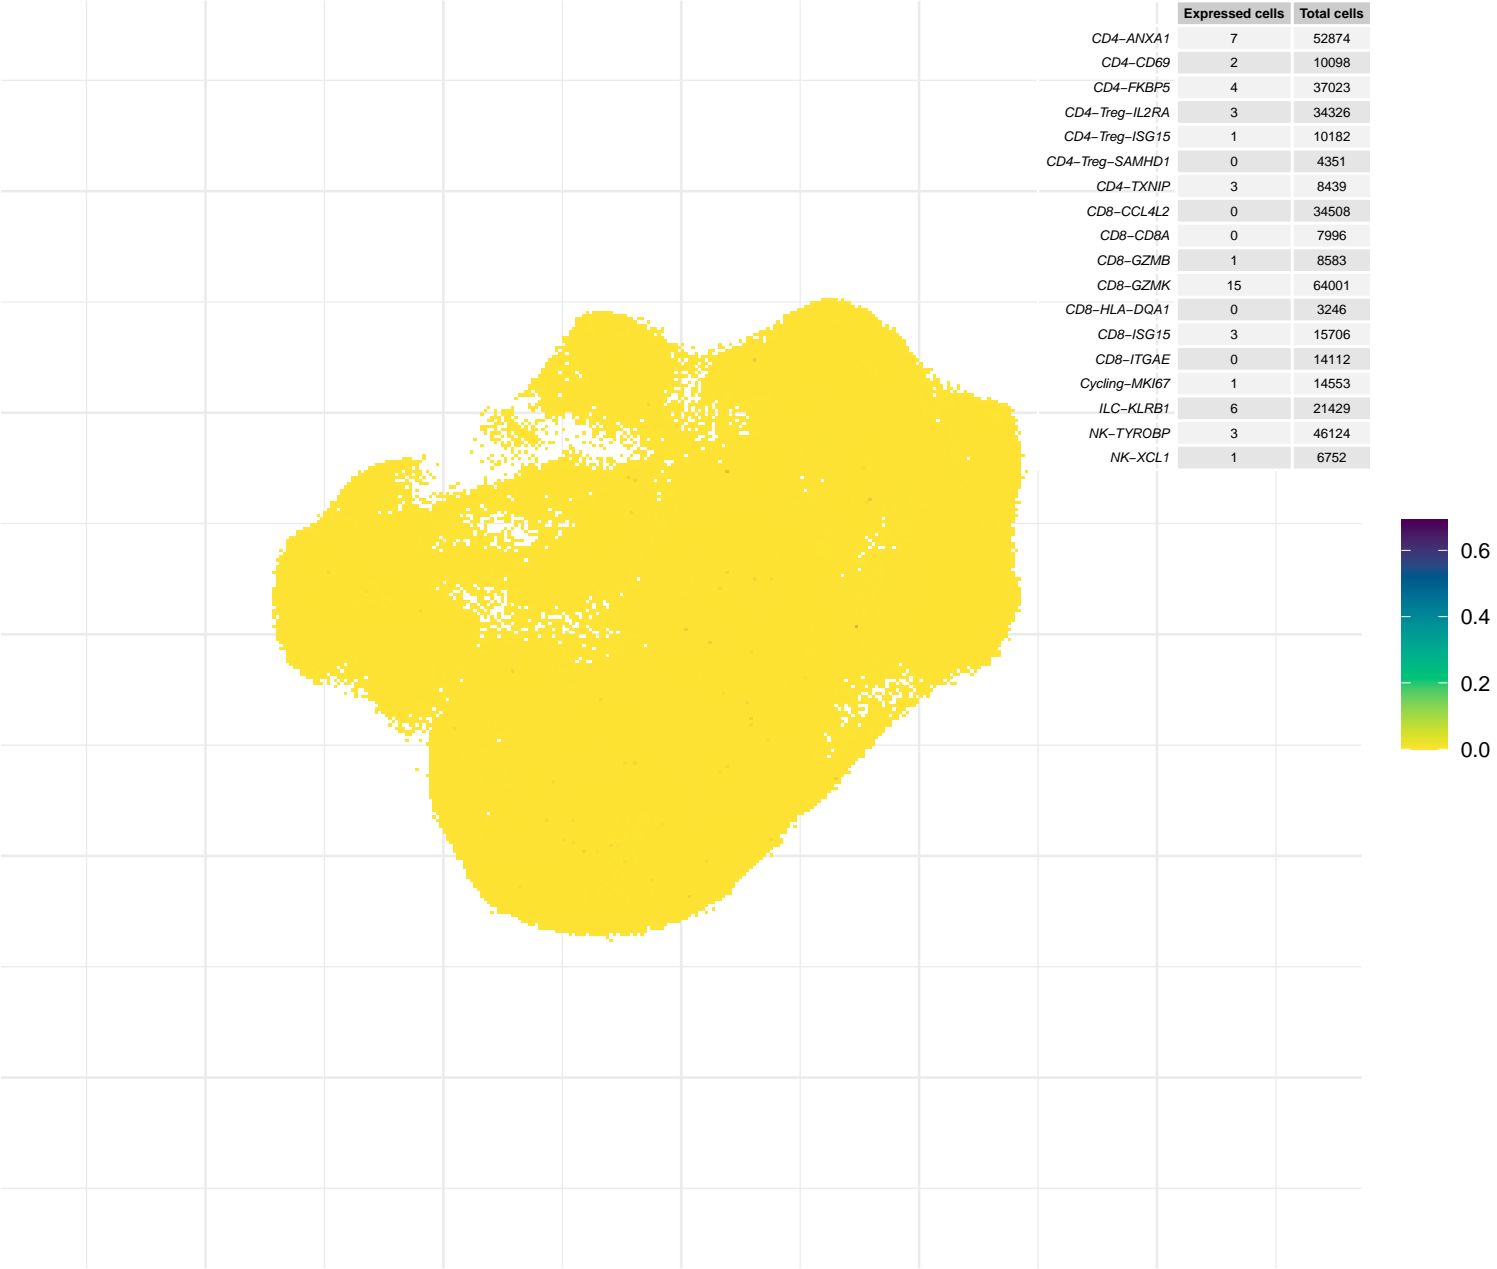 Expressed cells Total cells
CD4−ANXA1 7 52874
CD4−CD69 2 10098
CD4−FKBP5 4 37023
CD4−Treg−IL2RA 3 34326
CD4−Treg−ISG15 1 10182
CD4−Treg−SAMHD1 0 4351
CD4−TXNIP 3 8439
CD8−CCL4L2 0 34508
CD8−CD8A 0 7996
CD8−GZMB 1 8583
CD8−GZMK 15 64001
CD8−HLA−DQA1 0 3246
CD8−ISG15 3 15706
CD8−ITGAE 0 14112
Cycling−MKI67 1 14553
ILC−KLRB1 6 21429
NK−TYROBP 3 46124
NK−XCL1 1 6752
0.6
0.4
0.2
0.0